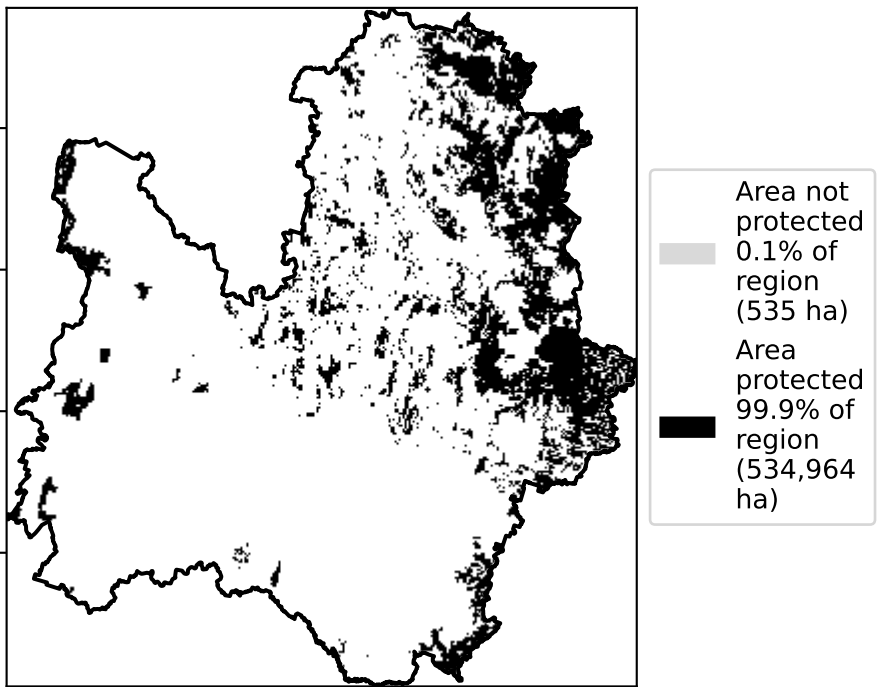 Area not
protected
0.1% of
region
(535 ha)
Area
protected
99.9% of
region
(534,964
ha)